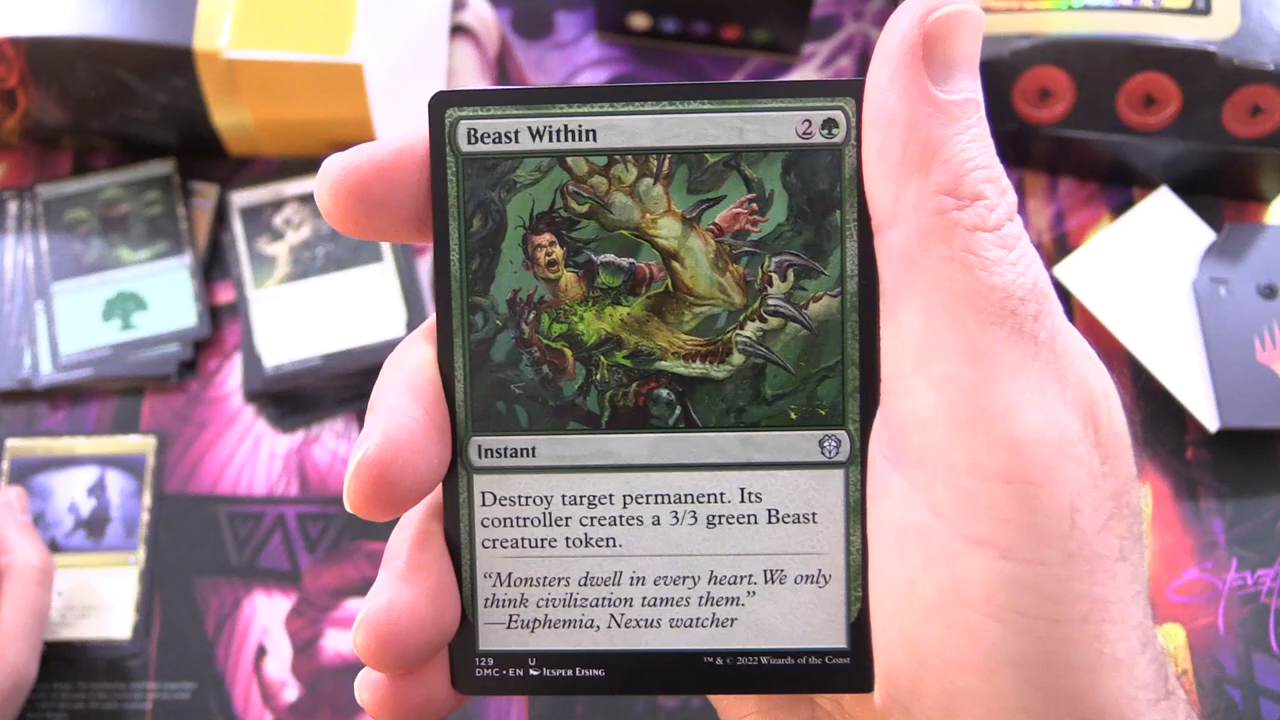 Beast Within 2
Instant
Destroy target permanent. Its
controller creates a 3/3 green Beast
creature token.
“Monsters dwell in every heart. We only
think civilization tames them.”
—Euphemia, Nexus watcher
129 U
DMC • EN Jesper Eising
™ & © 2022 Wizards of the Coast